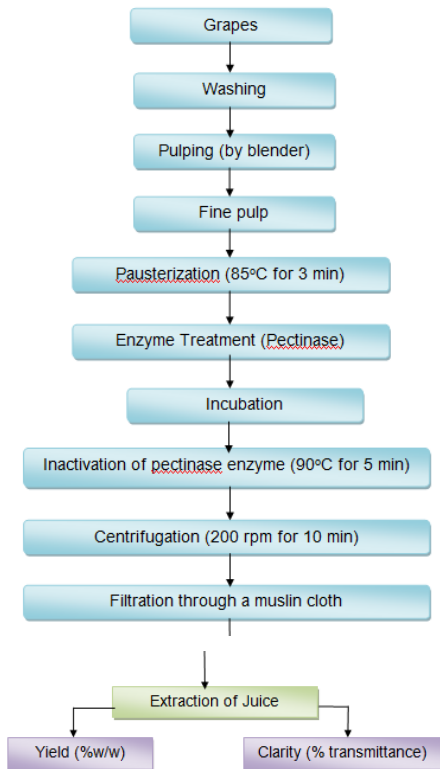 Grapes
Washing
Pulping (by blender)
Fine pulp
Pausterization (85ºC for 3 min)
Enzyme Treatment (Pectinase)
Incubation
Inactivation of pectinase enzyme (90ºC for 5 min)
Centrifugation (200 rpm for 10 min)
Filtration through a muslin cloth
Extraction of Juice
Yield (%w/w)
Clarity (% transmittance)